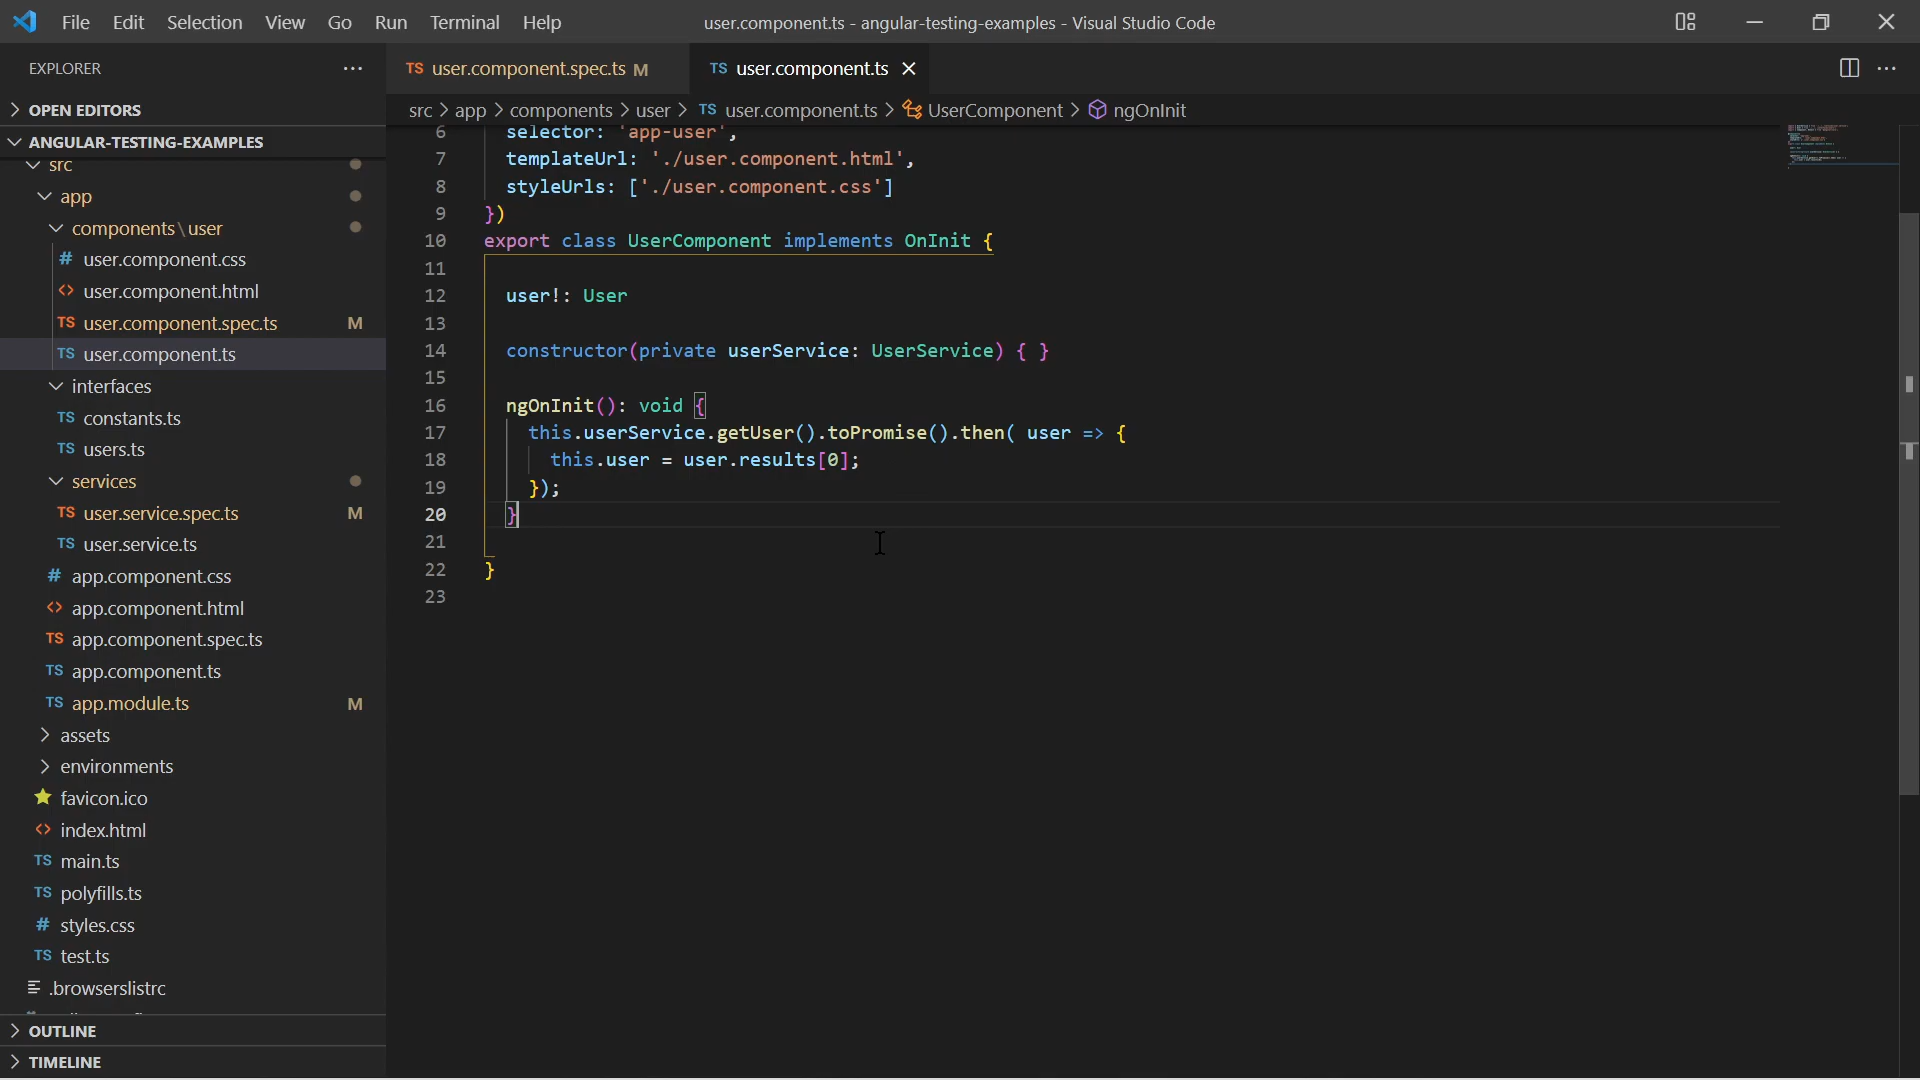 File Edit Selection View Go Run Terminal Help
user.component.ts - angular-testing-examples - Visual Studio Code
EXPLORER
TS user.component.spec.ts M
TS user.component.ts
OPEN EDITORS
ANGULAR-TESTING-EXAMPLES
src
app
components\user
# user.component.css
<> user.component.html
TS user.component.spec.ts M
TS user.component.ts
interfaces
TS constants.ts
TS users.ts
services
TS user.service.spec.ts M
TS user.service.ts
# app.component.css
<> app.component.html
TS app.component.spec.ts
TS app.component.ts
TS app.module.ts M
assets
environments
favicon.ico
<> index.html
TS main.ts
TS polyfills.ts
# styles.css
TS test.ts
.browserslistrc
OUTLINE
TIMELINE
src > app > components > user > TS user.component.ts > UserComponent > ngOnInit
6 selector: 'app-user',
7 templateUrl: './user.component.html',
8 styleUrls: ['./user.component.css']
9 })
10 export class UserComponent implements OnInit {
11
12 user!: User
13
14 constructor(private userService: UserService) { }
15
16 ngOnInit(): void {
17 this.userService.getUser().toPromise().then( user => {
18 this.user = user.results[0];
19 });
20 }
21
22 }
23